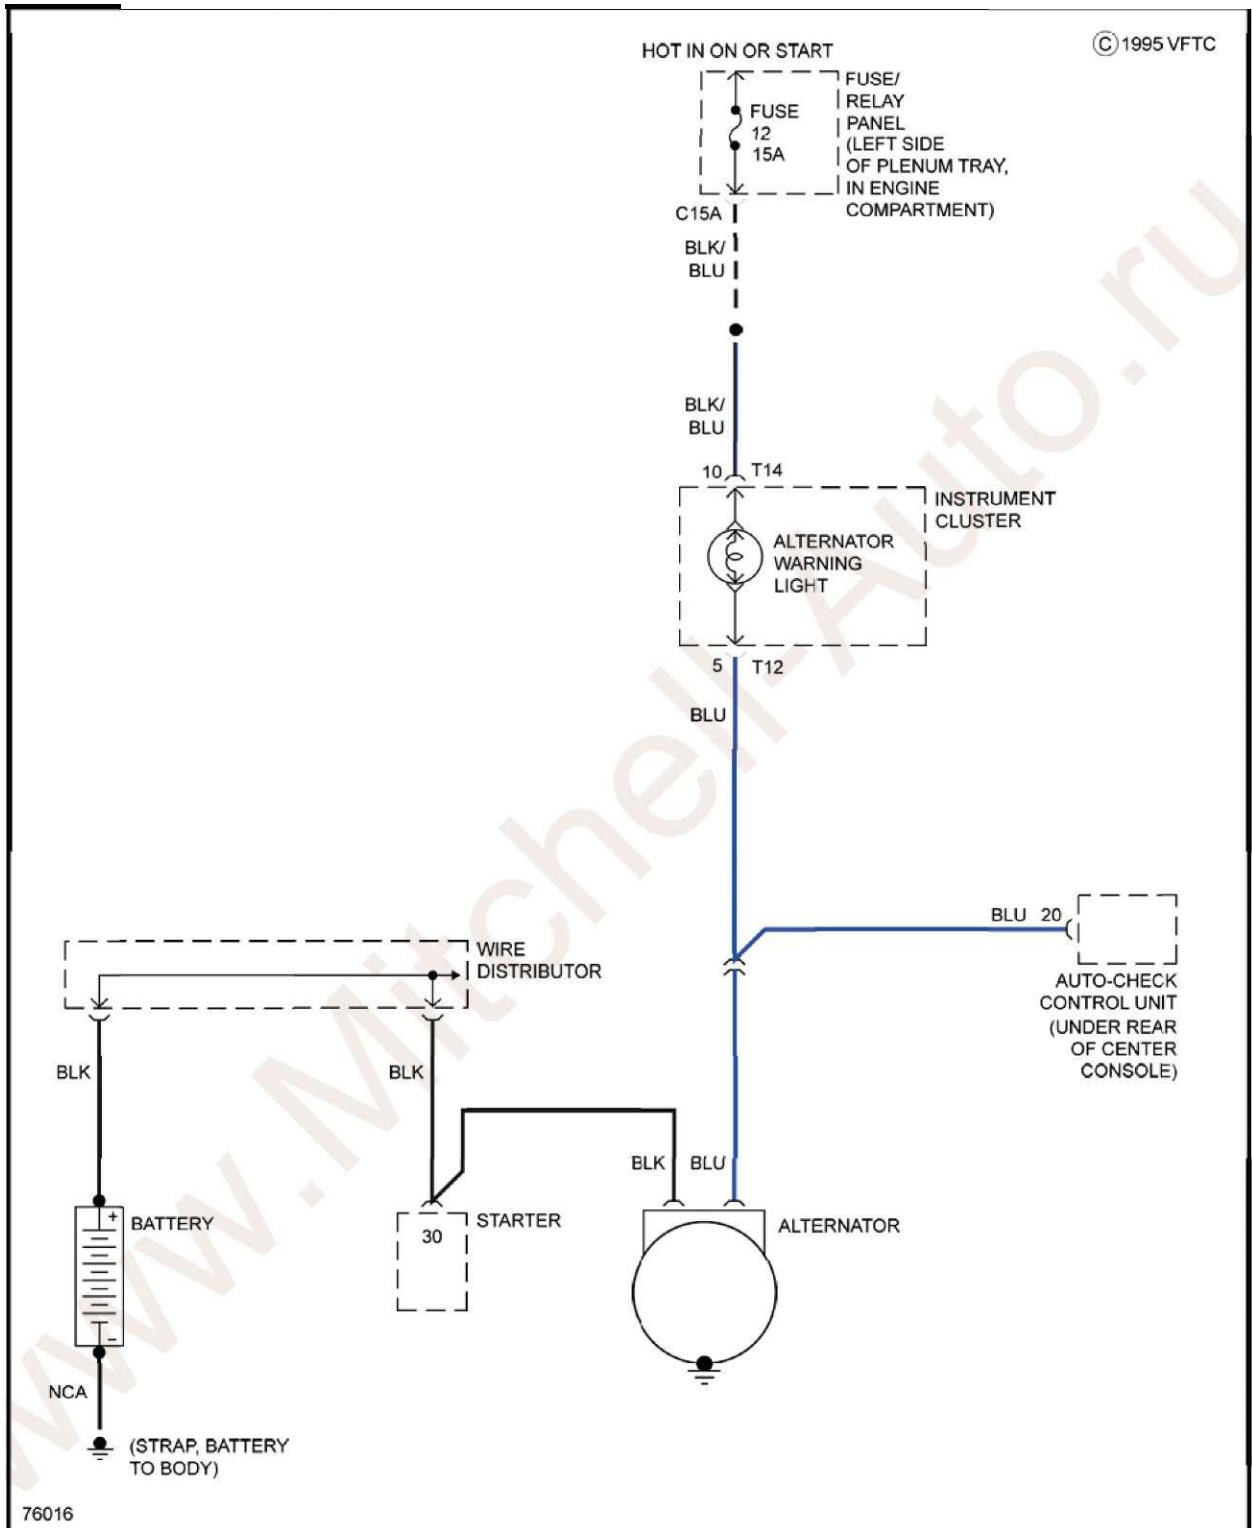 HOT IN ON OR START
© 1995 VFTC
FUSE
12
15A
FUSE/
RELAY
PANEL
(LEFT SIDE
OF PLENUM TRAY,
IN ENGINE
COMPARTMENT)
C15A
BLK/
BLU
BLK/
BLU
10 T14
INSTRUMENT
CLUSTER
ALTERNATOR
WARNING
LIGHT
5 T12
BLU
BLU 20
AUTO-CHECK
CONTROL UNIT
(UNDER REAR
OF CENTER
CONSOLE)
WIRE
DISTRIBUTOR
BLK
BLK
BLK
BLU
+
BATTERY
-
30
STARTER
ALTERNATOR
NCA
(STRAP, BATTERY
TO BODY)
76016
www.Mitchell-Auto.ru